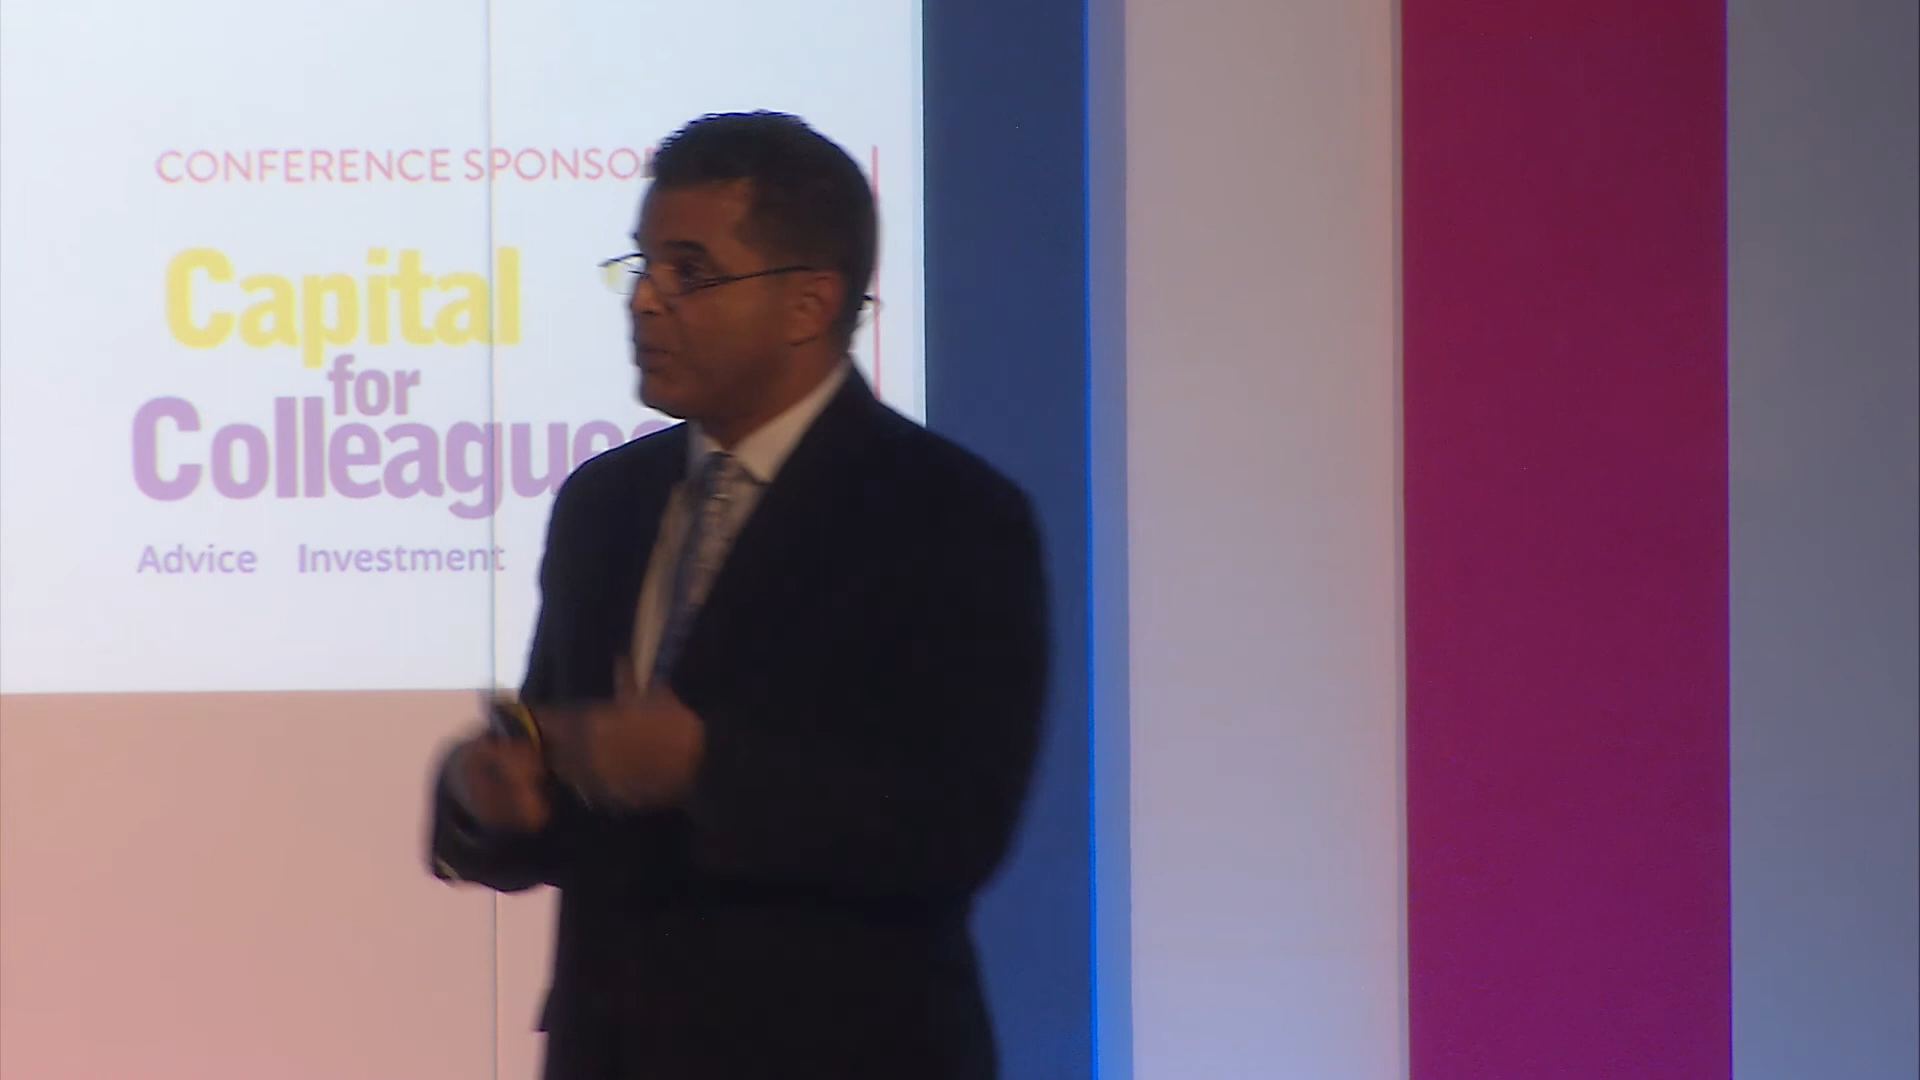 CONFERENCE SPONSO
Capital
for
Colleague
Advice Investment